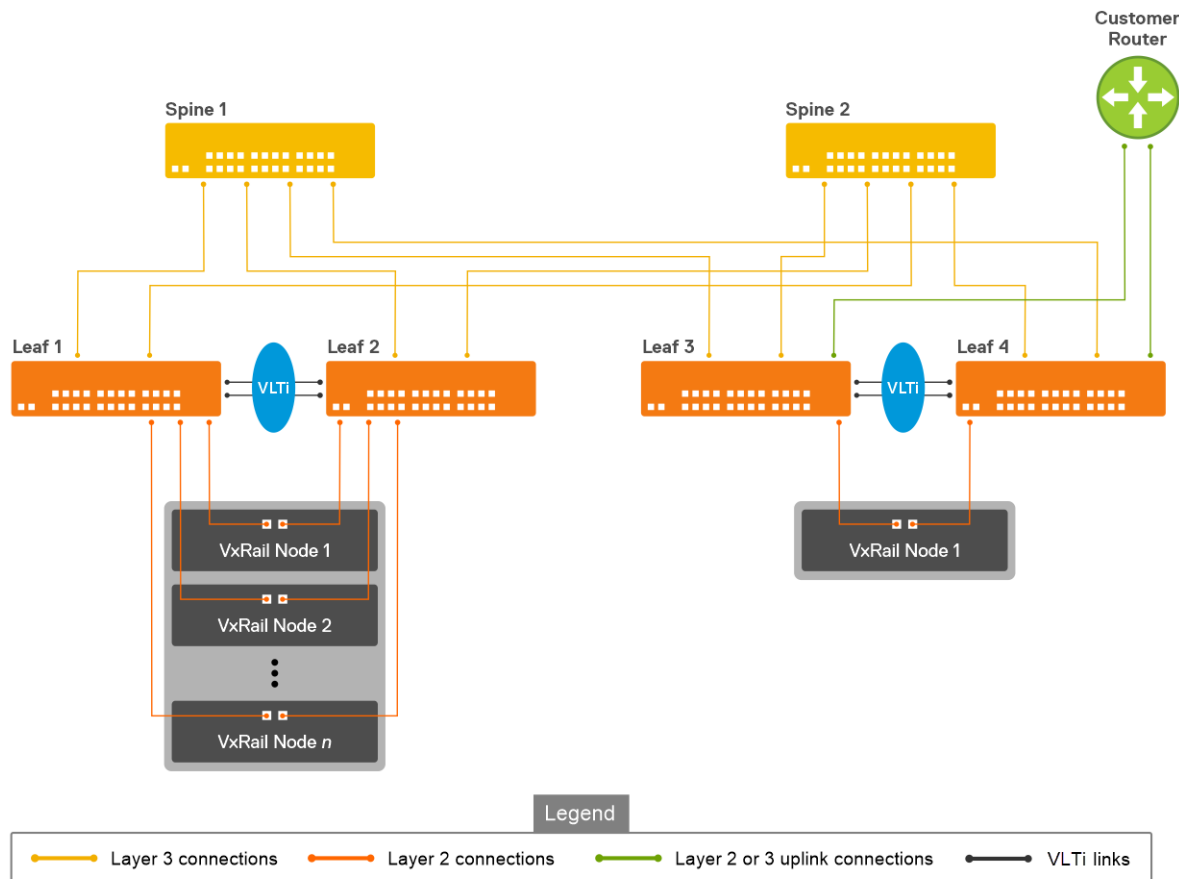 Customer
Router
Spine 1
Spine 2
Leaf 1
Leaf 2
Leaf 3
Leaf 4
VLTi
VLTi
VxRail Node 1
VxRail Node 1
VxRail Node 2
VxRail Node n
Legend
Layer 3 connections
Layer 2 connections
Layer 2 or 3 uplink connections
VLTi links